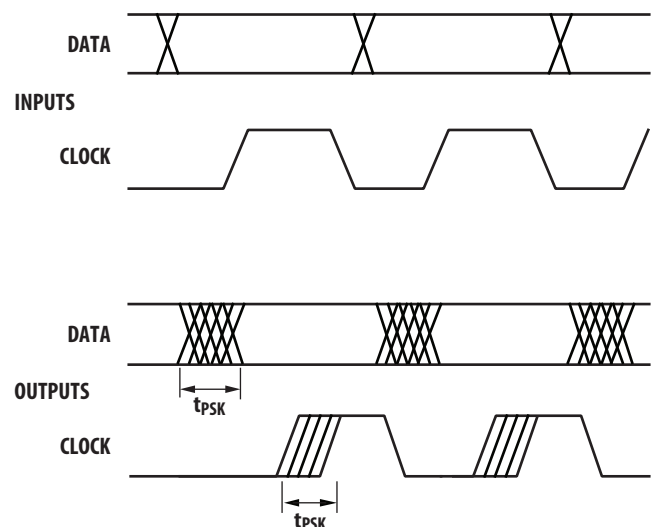 DATA
INPUTS
CLOCK
DATA
OUTPUTS
tPSK
CLOCK
tPSK